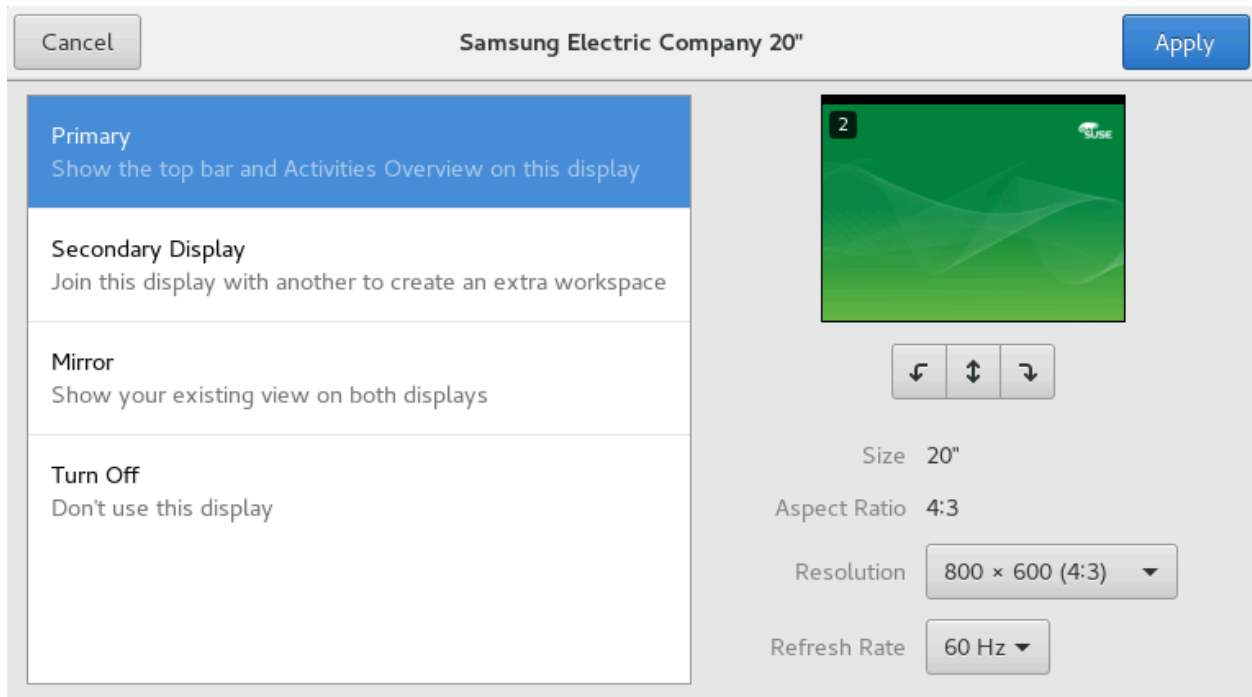 Cancel
Samsung Electric Company 20"
Apply
Primary
Show the top bar and Activities Overview on this display
Secondary Display
Join this display with another to create an extra workspace
Mirror
Show your existing view on both displays
Turn Off
Don't use this display
2
SUSE
Size 20"
Aspect Ratio 4:3
Resolution 800 × 600 (4:3)
Refresh Rate 60 Hz